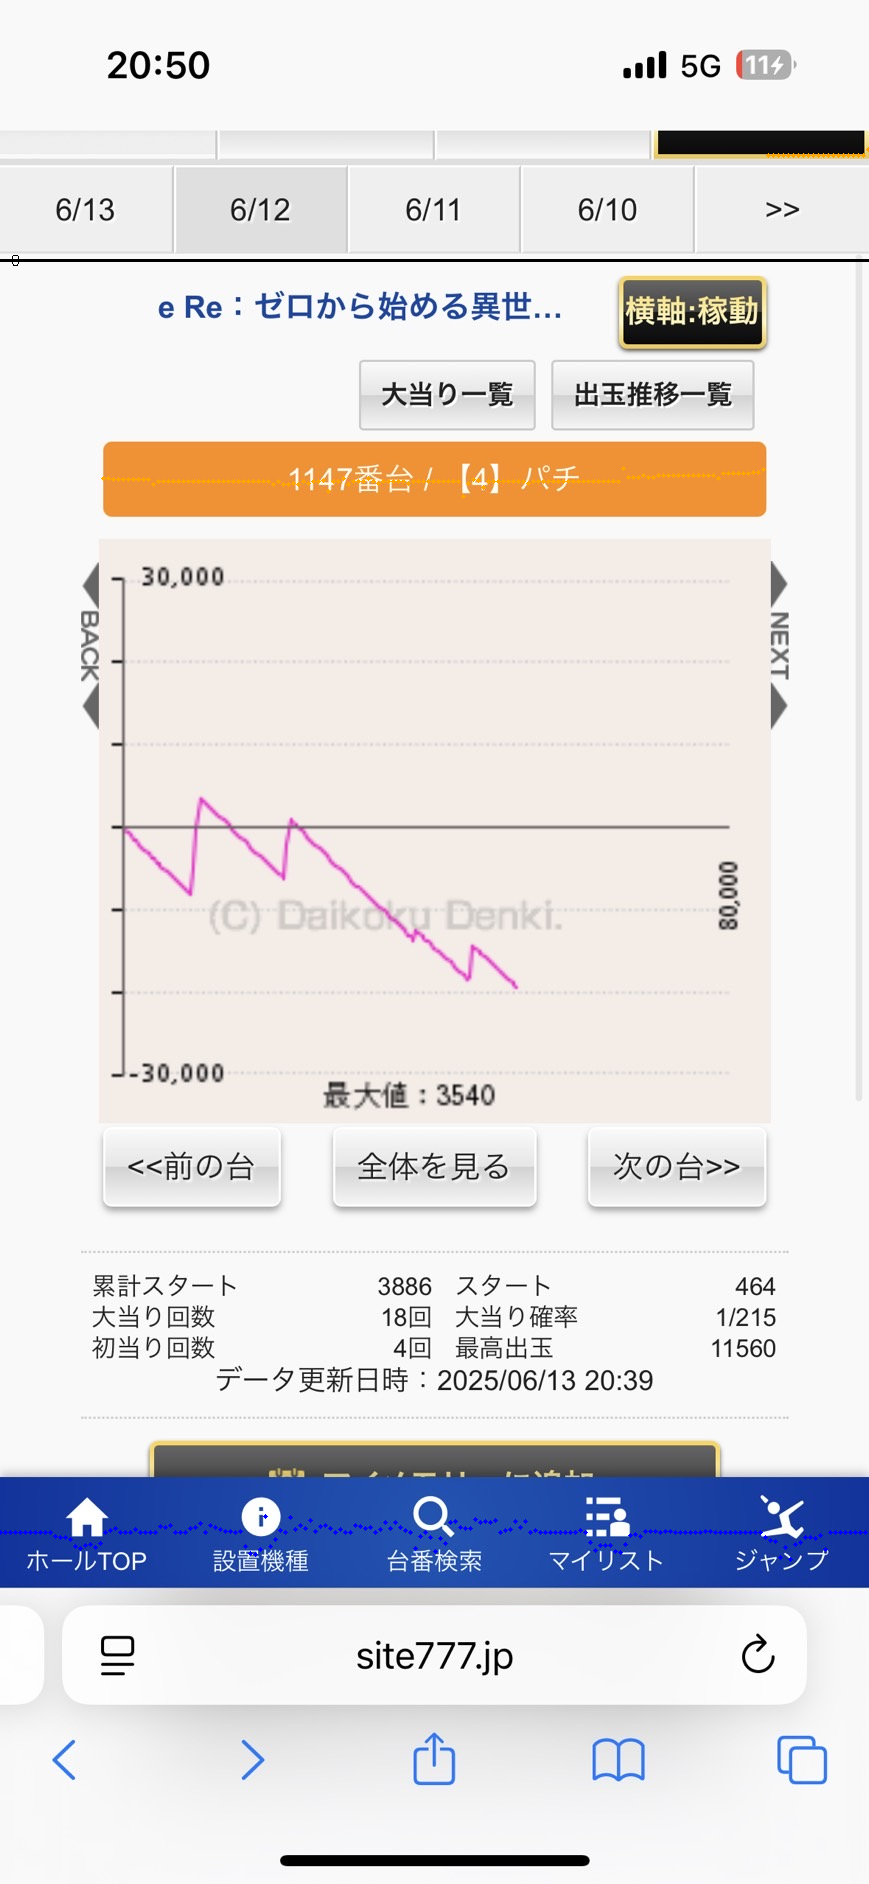 20:50
5G
11
6/13
6/12
6/11
6/10
>>
e Re：ゼロから始める異世...
横軸:稼動
大当り一覧
出玉推移一覧
1147番台 / 【4】パチ
30,000
BACK
NEXT
80,000
(C) Daikoku Denki.
-30,000
最大値：3540
<<前の台
全体を見る
次の台>>
累計スタート 3886 スタート 464
大当り回数 18回 大当り確率 1/215
初当り回数 4回 最高出玉 11560
データ更新日時：2025/06/13 20:39
ホールTOP
設置機種
台番検索
マイリスト
ジャンプ
site777.jp